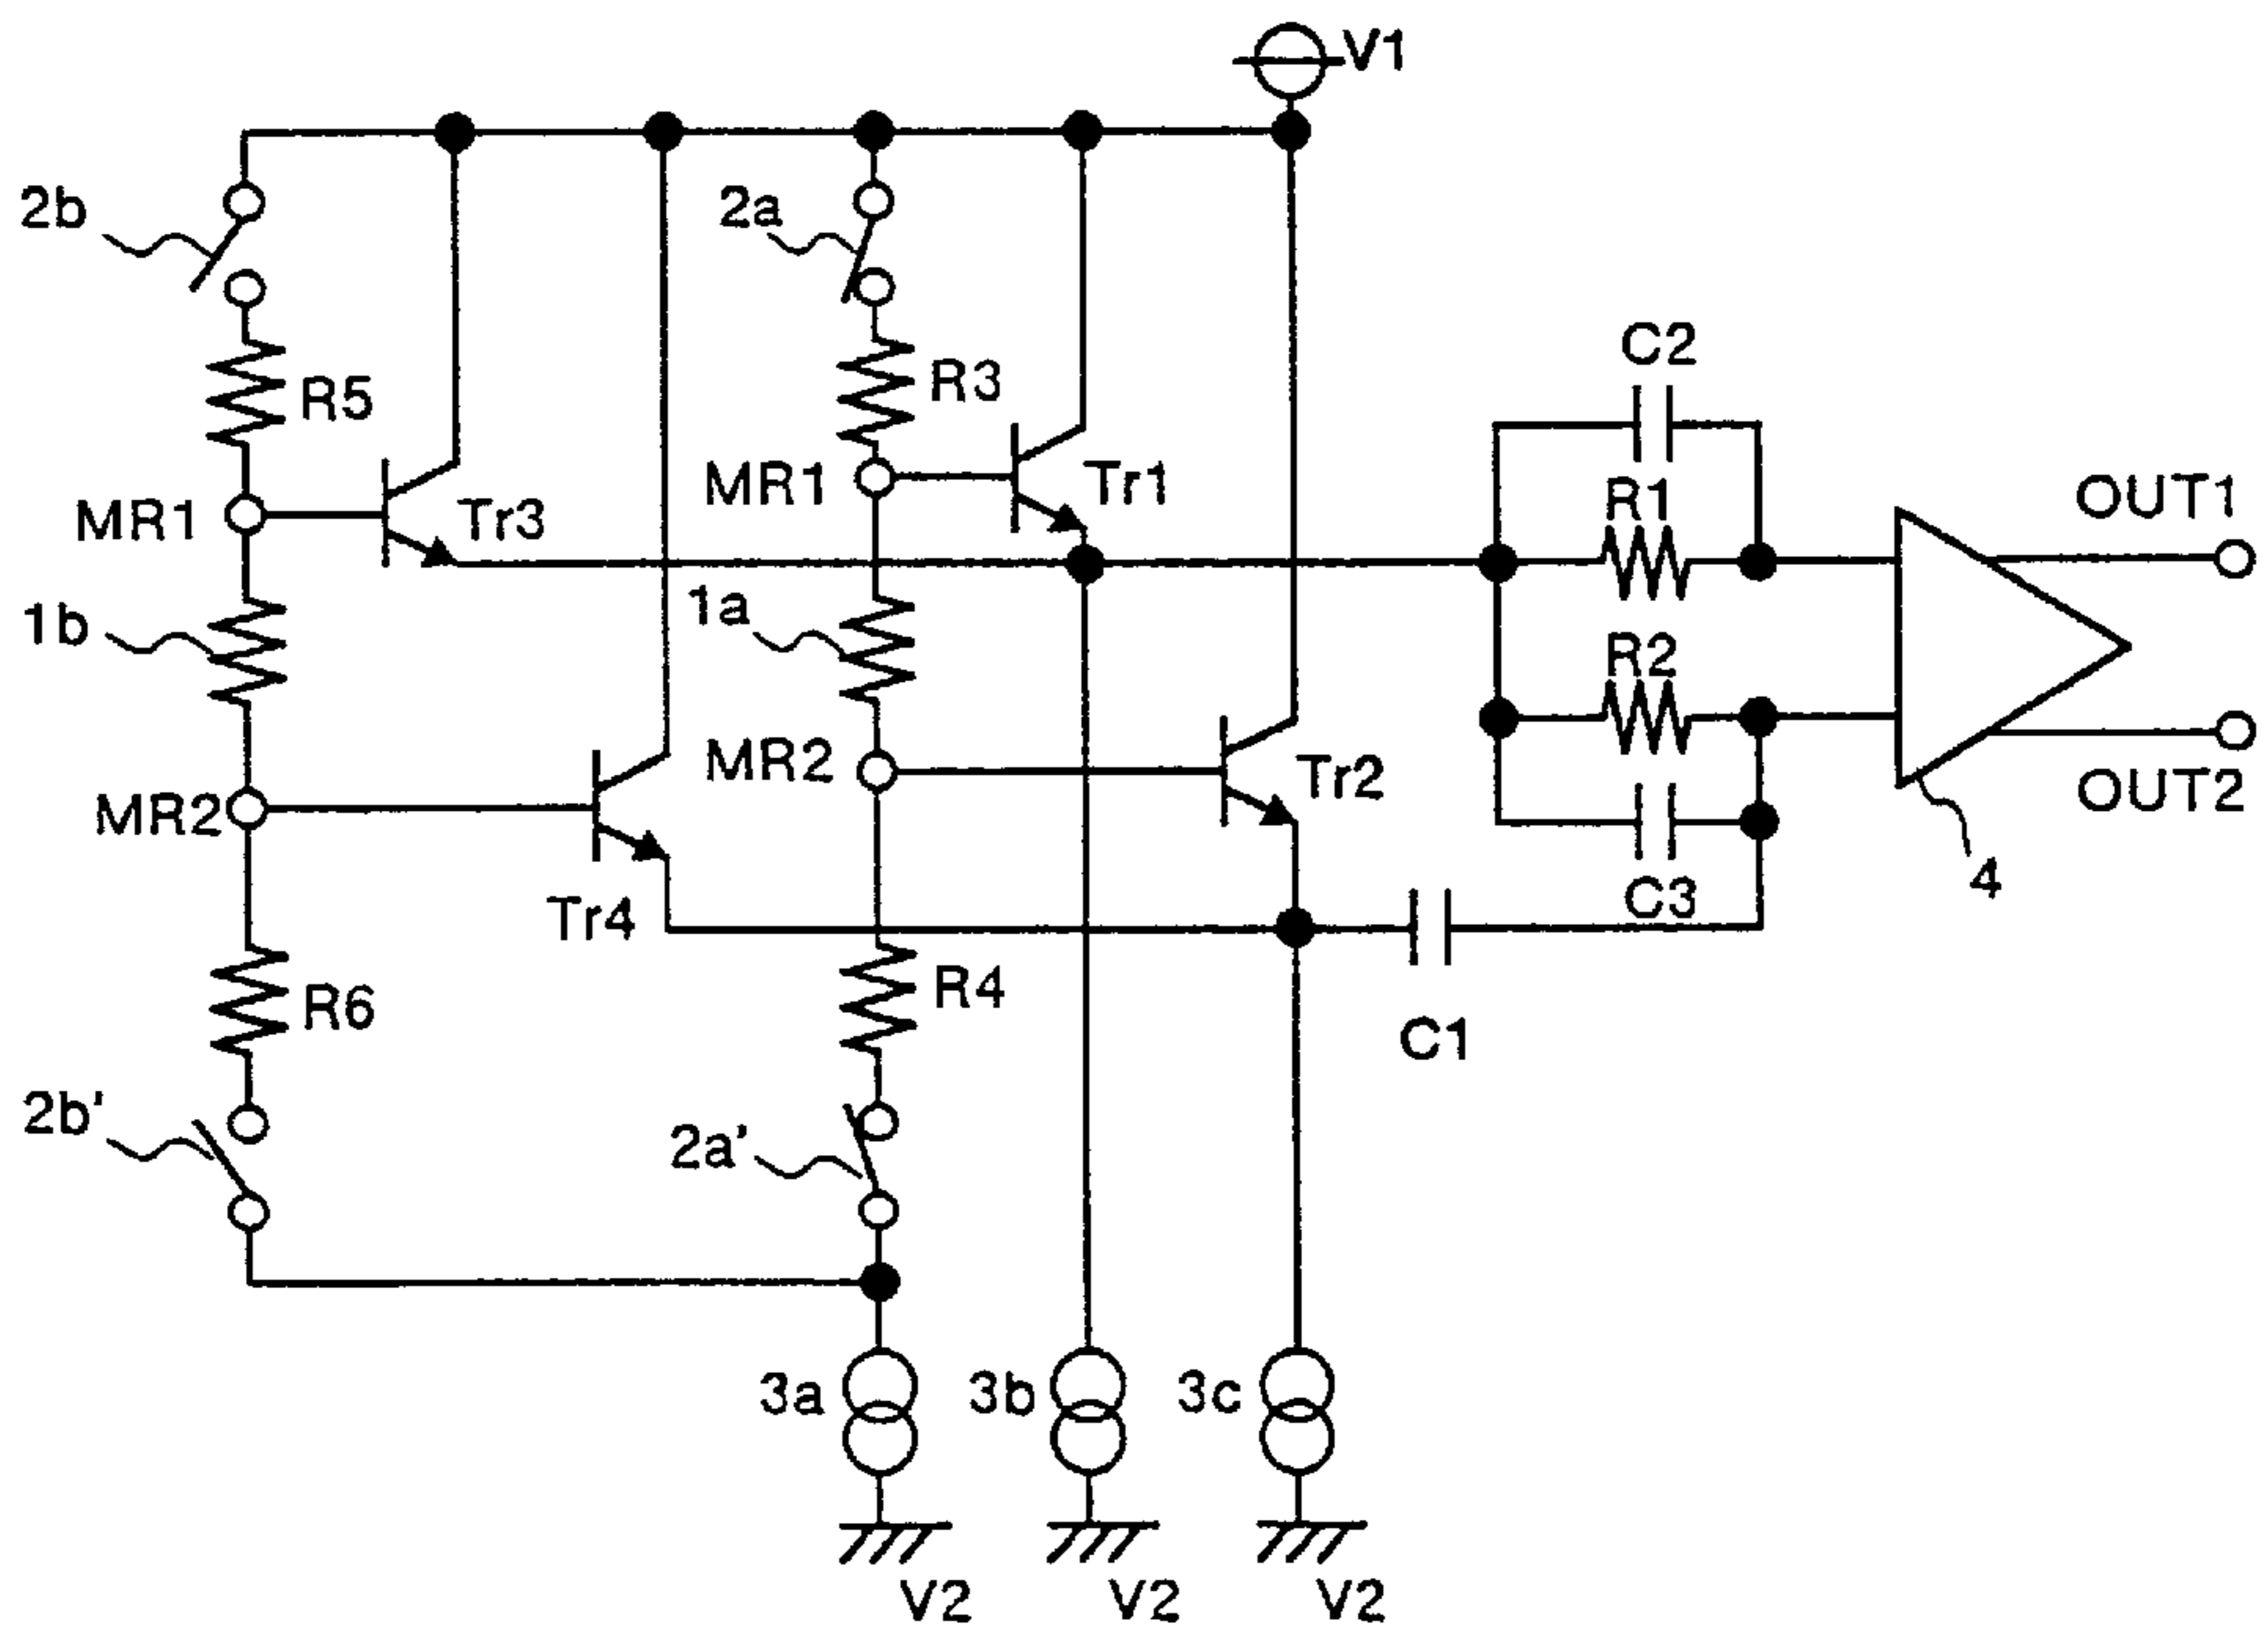 V1
2b
2a
C2
R5
R3
MR1
Tr1
R1
OUT1
MR1
Tr3
1b
1a
R2
MR2
Tr2
OUT2
MR2
4
C3
Tr4
R4
R6
C1
2b'
2a'
3a
3b
3c
V2
V2
V2